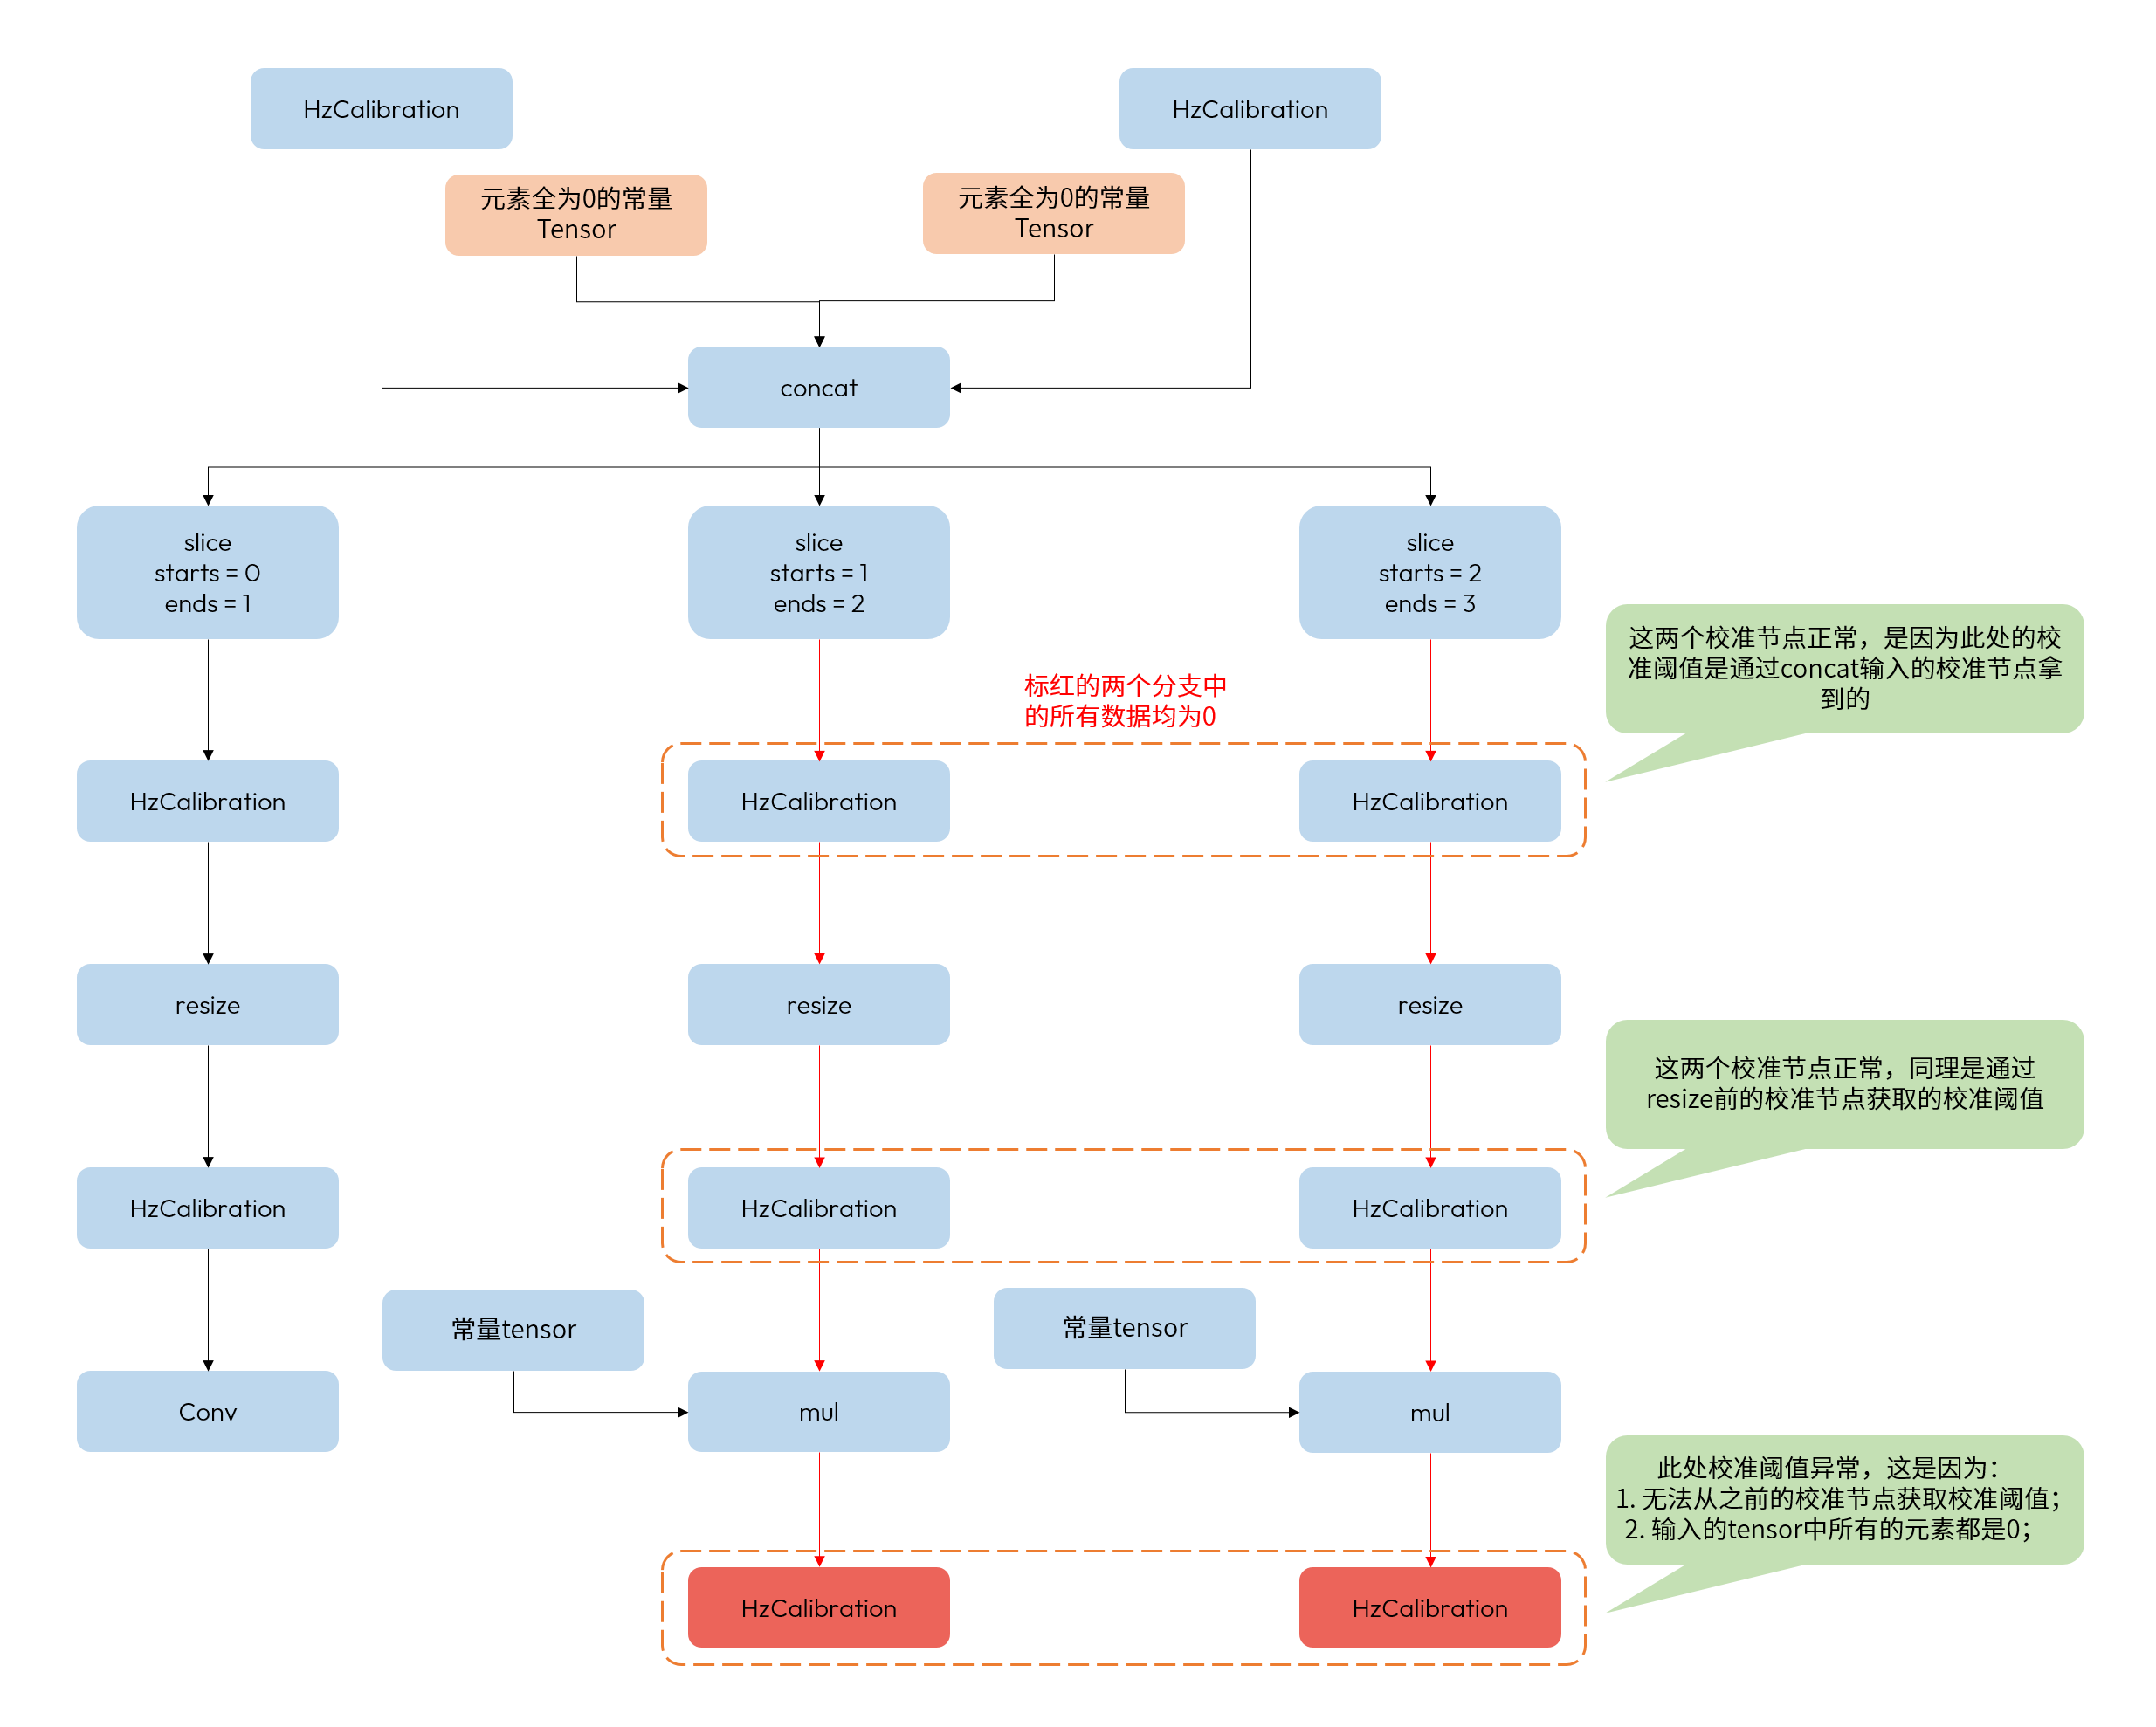 HzCalibration
HzCalibration
元素全为0的常量
Tensor
元素全为0的常量
Tensor
concat
slice
starts = 0
ends = 1
slice
starts = 1
ends = 2
slice
starts = 2
ends = 3
这两个校准节点正常，是因为此处的校
准阈值是通过concat输入的校准节点拿
到的
标红的两个分支中
的所有数据均为0
HzCalibration
HzCalibration
HzCalibration
resize
resize
resize
这两个校准节点正常，同理是通过
resize前的校准节点获取的校准阈值
HzCalibration
HzCalibration
HzCalibration
常量tensor
常量tensor
Conv
mul
mul
此处校准阈值异常，这是因为：
1. 无法从之前的校准节点获取校准阈值；
2. 输入的tensor中所有的元素都是0；
HzCalibration
HzCalibration